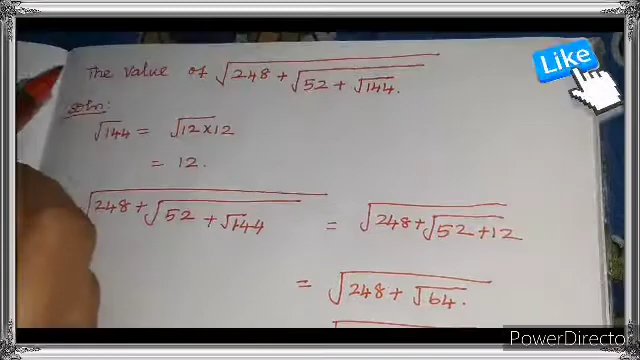 The value of √248 + √52 + √144.
Soln:
√144 = √12×12
= 12.
√248 + √52 + √144 = √248 + √52 + 12
= √248 + √64.
Like
PowerDirector